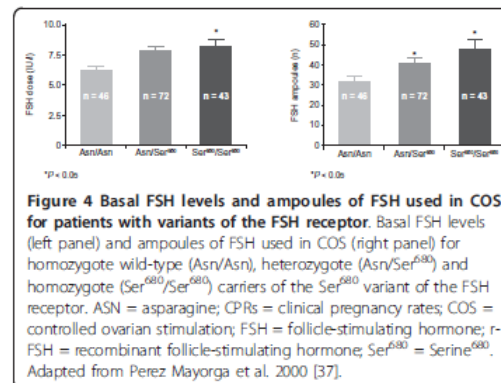 10.0
7.5
5.0
2.5
0
FSH dose (IU/l)
*
n = 46
n = 72
n = 43
Asn/Asn
Asn/Ser⁶⁸⁰
Ser⁶⁸⁰/Ser⁶⁸⁰
*P < 0.0s
60
50
40
30
20
10
0
FSH ampoules (n)
*
*
n = 46
n = 72
n = 43
Asn/Asn
Asn/Ser⁶⁸⁰
Ser⁶⁸⁰/Ser⁶⁸⁰
*P < 0.0s
Figure 4 Basal FSH levels and ampoules of FSH used in COS
for patients with variants of the FSH receptor. Basal FSH levels
(left panel) and ampoules of FSH used in COS (right panel) for
homozygote wild-type (Asn/Asn), heterozygote (Asn/Ser⁶⁸⁰) and
homozygote (Ser⁶⁸⁰/Ser⁶⁸⁰) carriers of the Ser⁶⁸⁰ variant of the FSH
receptor. ASN = asparagine; CPRs = clinical pregnancy rates; COS =
controlled ovarian stimulation; FSH = follicle-stimulating hormone; r-
FSH = recombinant follicle-stimulating hormone; Ser⁶⁸⁰ = Serine⁶⁸⁰.
Adapted from Perez Mayorga et al. 2000 [37].